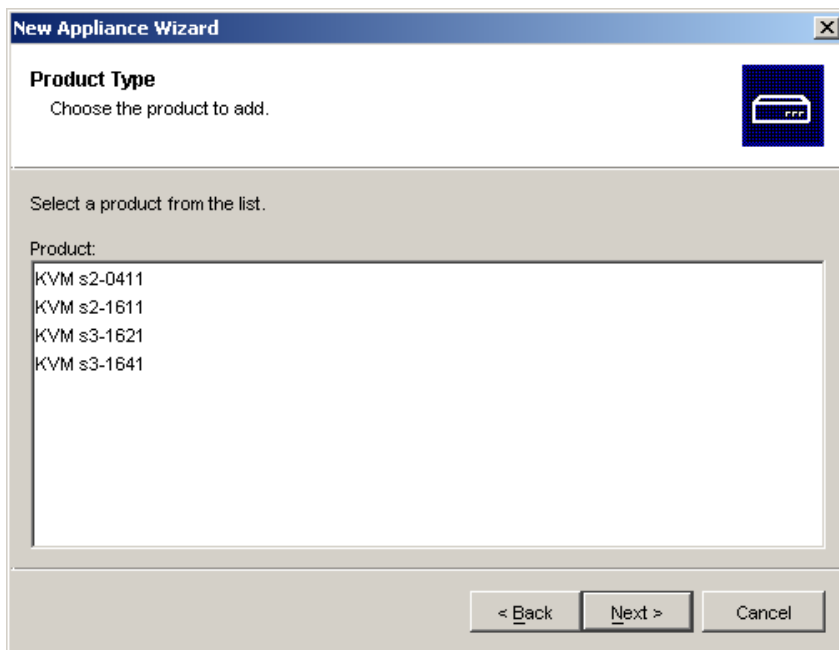 New Appliance Wizard
Product Type
Choose the product to add.
Select a product from the list.
Product:
KVM s2-0411
KVM s2-1611
KVM s3-1621
KVM s3-1641
< Back
Next >
Cancel